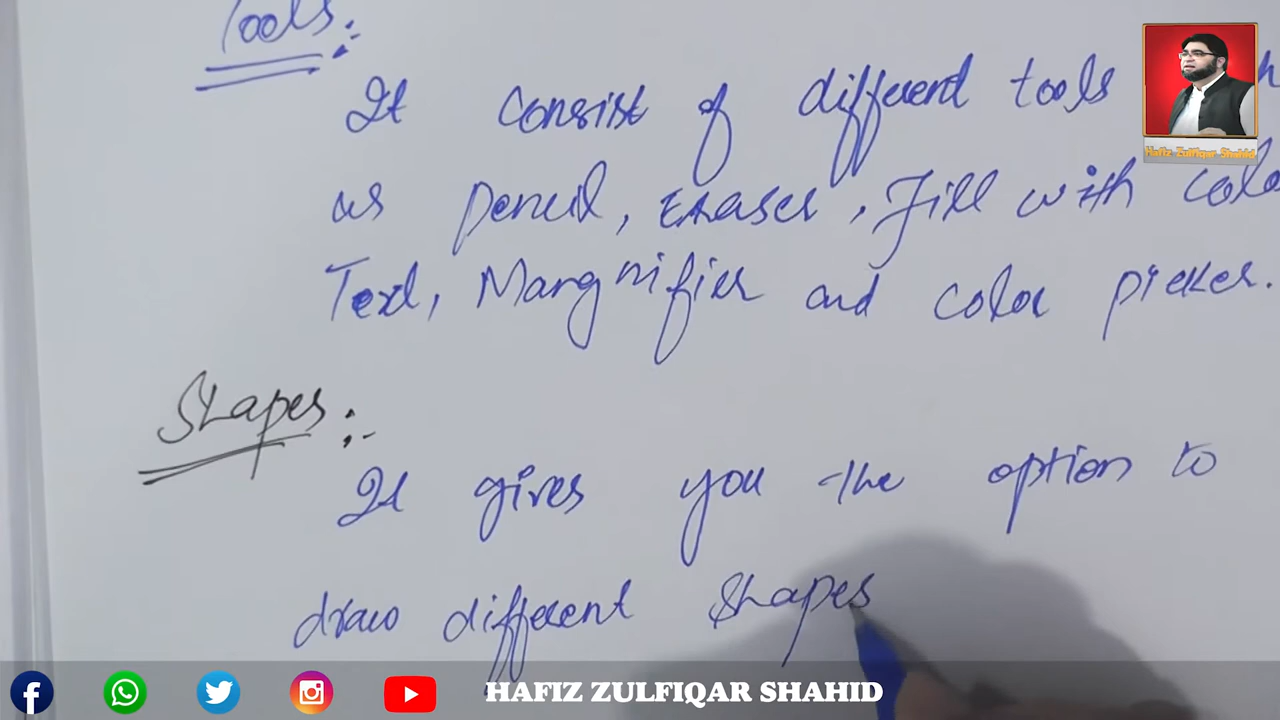 Tools:-
It consist of different tools
as pencil, Eraser, Fill with colo
Text, Margnifier and color picker.
Shapes:-
It gives you the option to
draw different shapes
Hafiz Zulfiqar Shahid
HAFIZ ZULFIQAR SHAHID